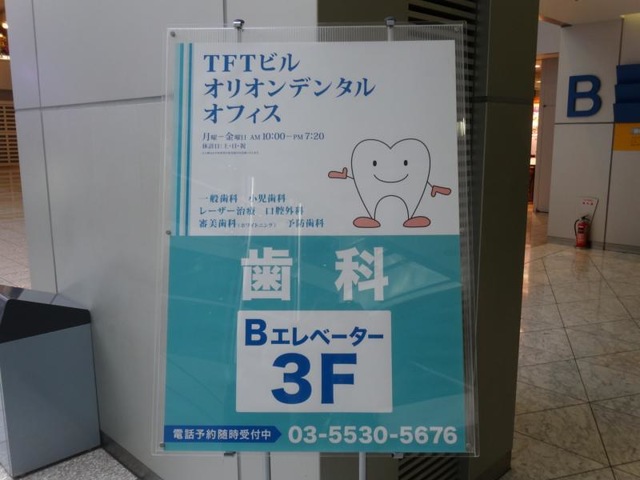 TFTビル
オリオンデンタル
オフィス
月曜－金曜日 AM 10:00－PM 7:20
休診日：土・日・祝
一般歯科 小児歯科
レーザー治療 口腔外科
審美歯科（ホワイトニング） 予防歯科
歯科
Bエレベーター
3F
電話予約随時受付中 03-5530-5676
B